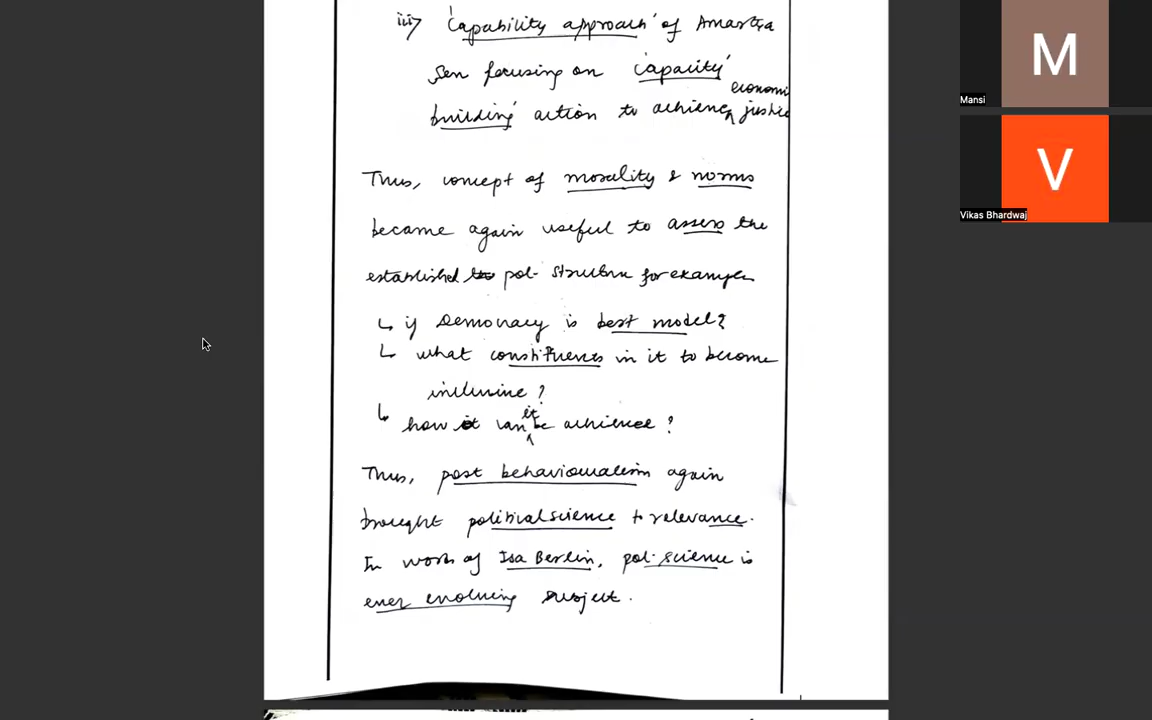 iii) 'Capability approach' of Amartya
Sen focusing on 'capacity
building' action to achieve economic justice
Thus, concept of morality & norms
became again useful to assess the
established pol- structure for example
↳ if Democracy is best model?
↳ what constituents in it to become
inclusive?
↳ how can it be achieved?
Thus, post behaviouralism again
brought political science to relevance.
In work of Isa Berlin, pol-science is
ever evolving subject.
M
Mansi
V
Vikas Bhardwaj